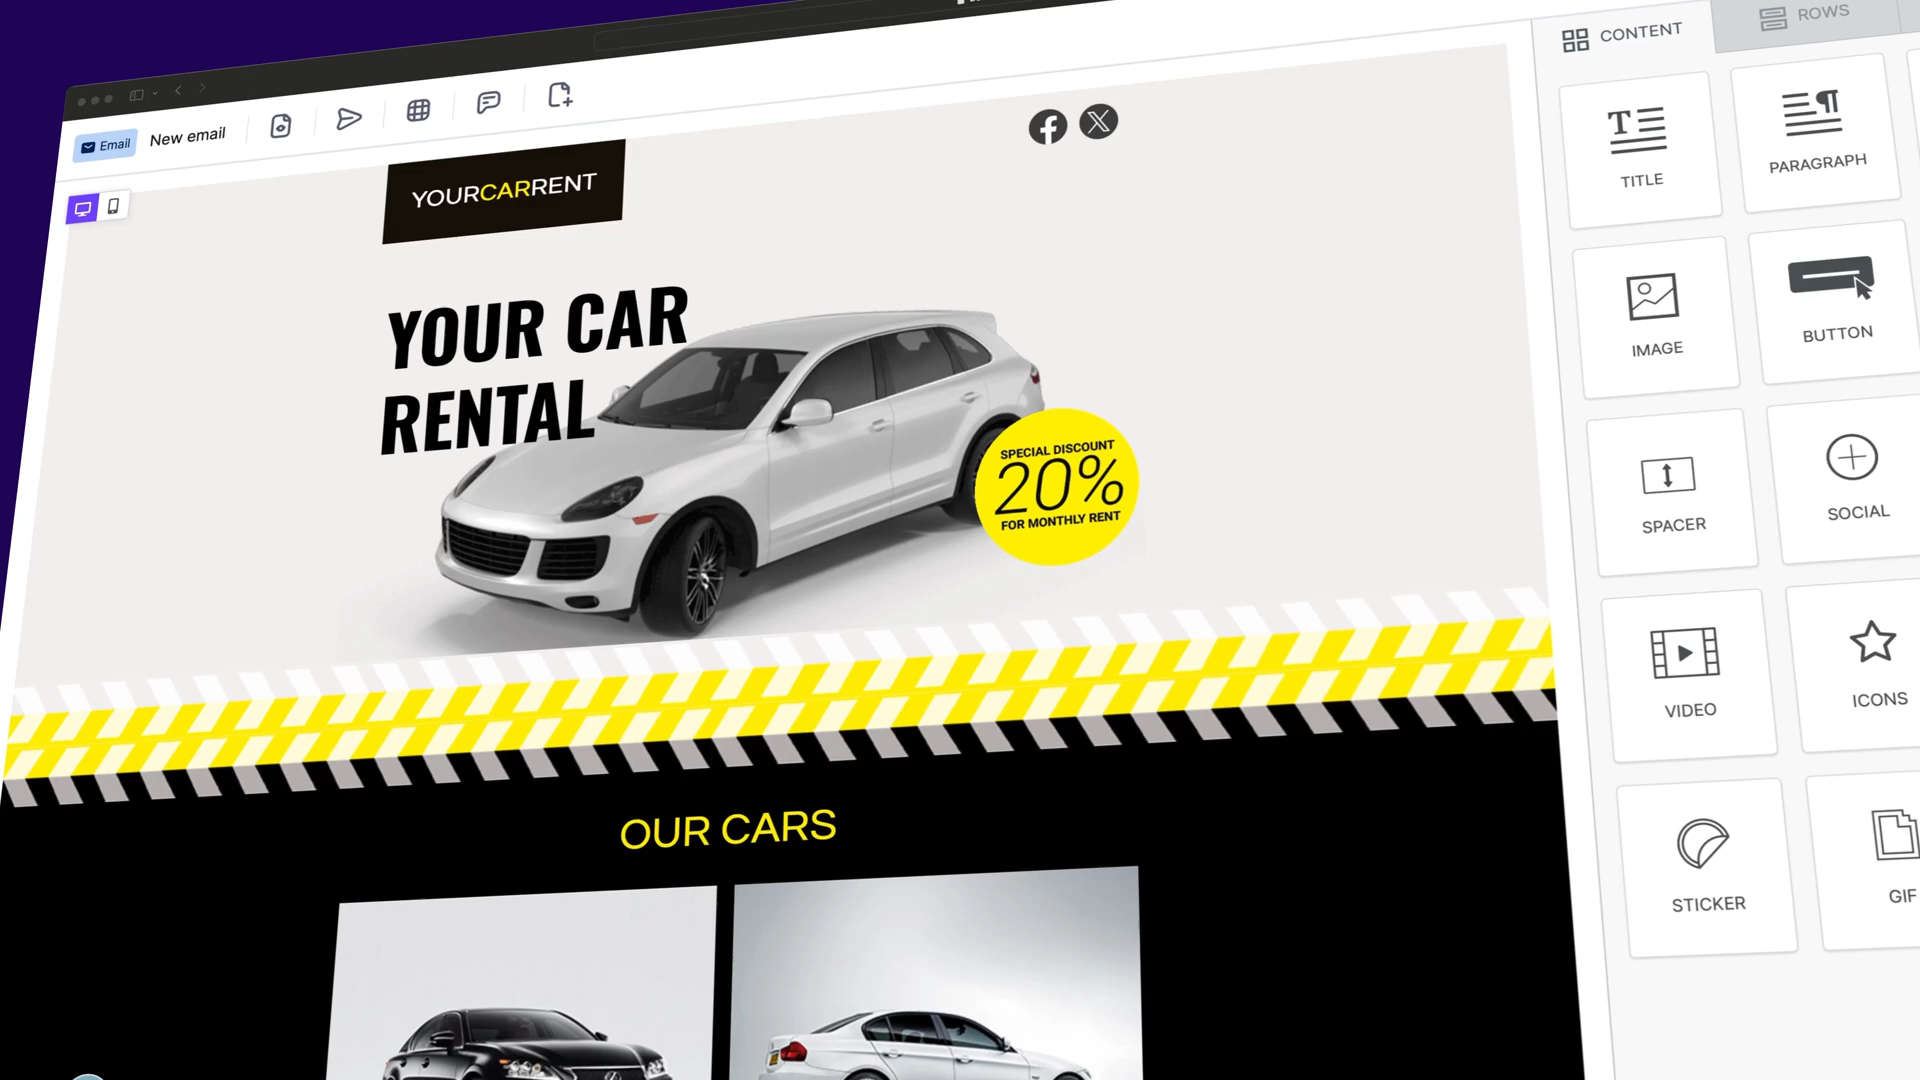 Email
New email
CONTENT
ROWS
YOURCARRENT
YOUR CAR
RENTAL
SPECIAL DISCOUNT
20%
FOR MONTHLY RENT
OUR CARS
TITLE
PARAGRAPH
IMAGE
BUTTON
SPACER
SOCIAL
VIDEO
ICONS
STICKER
GIF